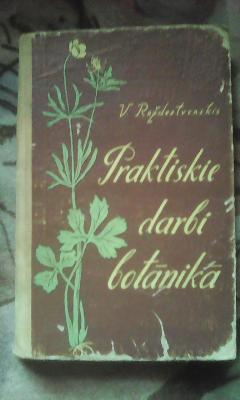 V Roždestvenskis
Praktiskie
darbi
botānikā